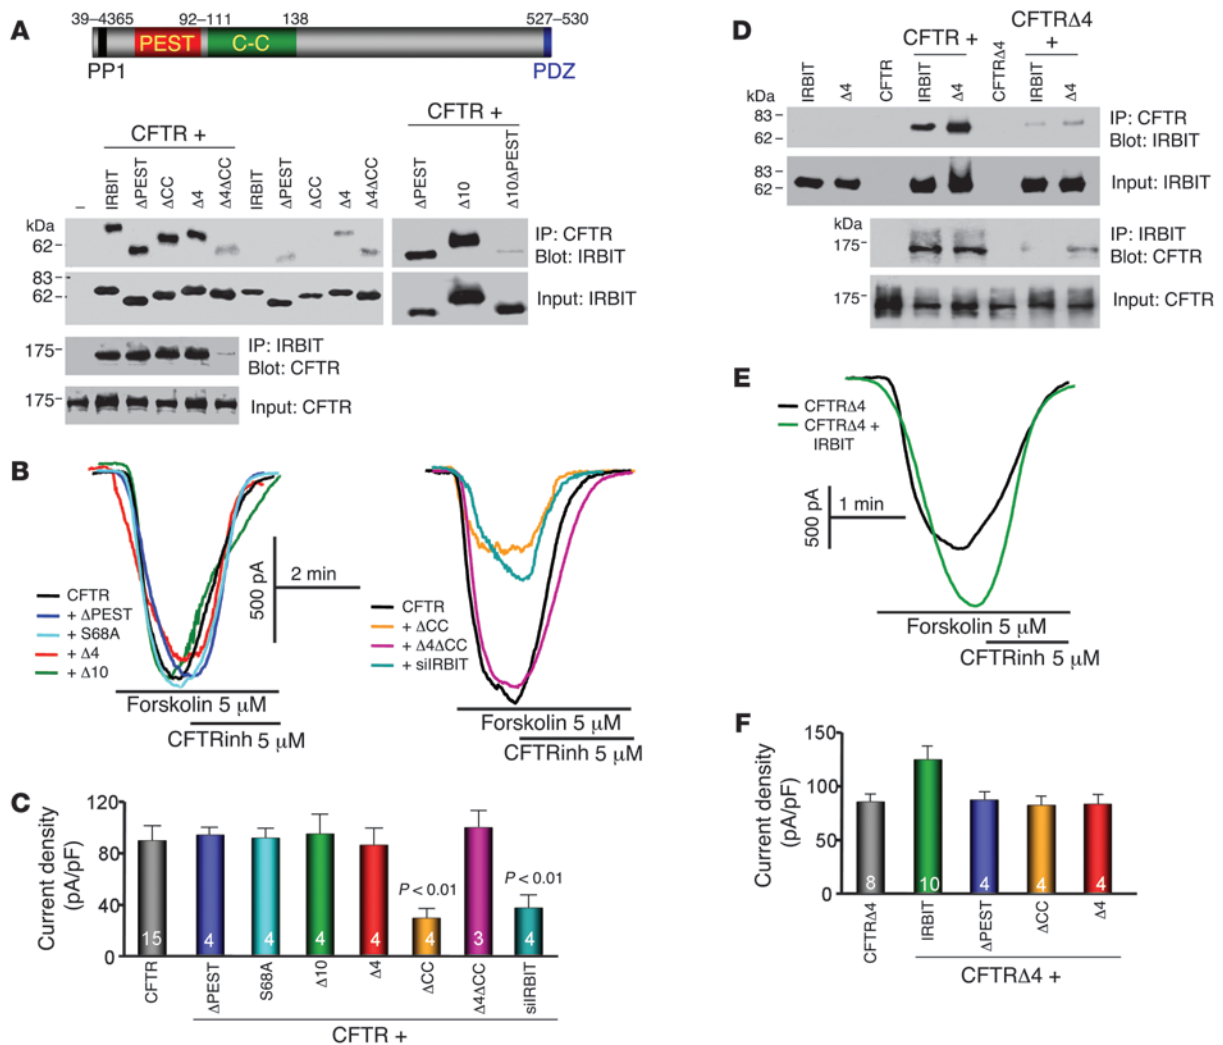 A
39–4365 92–111 138 527–530
PEST C-C
PP1 PDZ
CFTR +
CFTR +
– IRBIT ΔPEST ΔCC Δ4 Δ4ΔCC IRBIT ΔPEST ΔCC Δ4 Δ4ΔCC
ΔPEST Δ10 Δ10ΔPEST
kDa
62–
IP: CFTR
Blot: IRBIT
83–
62–
Input: IRBIT
175–
IP: IRBIT
Blot: CFTR
175–
Input: CFTR
B
500 pA
2 min
CFTR
+ ΔPEST
+ S68A
+ Δ4
+ Δ10
Forskolin 5 μM
CFTRinh 5 μM
CFTR
+ ΔCC
+ Δ4ΔCC
+ siIRBIT
Forskolin 5 μM
CFTRinh 5 μM
C
Current density
(pA/pF)
120
80
40
0
P < 0.01
P < 0.01
15 4 4 4 4 4 3 4
CFTR ΔPEST S68A Δ10 Δ4 ΔCC Δ4ΔCC siIRBIT
CFTR +
D
CFTR +
CFTRΔ4
+
IRBIT Δ4 CFTR IRBIT Δ4 CFTRΔ4 IRBIT Δ4
kDa
83–
62–
IP: CFTR
Blot: IRBIT
83–
62–
Input: IRBIT
kDa
175–
IP: IRBIT
Blot: CFTR
175–
Input: CFTR
E
CFTRΔ4
CFTRΔ4 +
IRBIT
500 pA
1 min
Forskolin 5 μM
CFTRinh 5 μM
F
Current density
(pA/pF)
150
100
50
0
8 10 4 4 4
CFTRΔ4 IRBIT ΔPEST ΔCC Δ4
CFTRΔ4 +